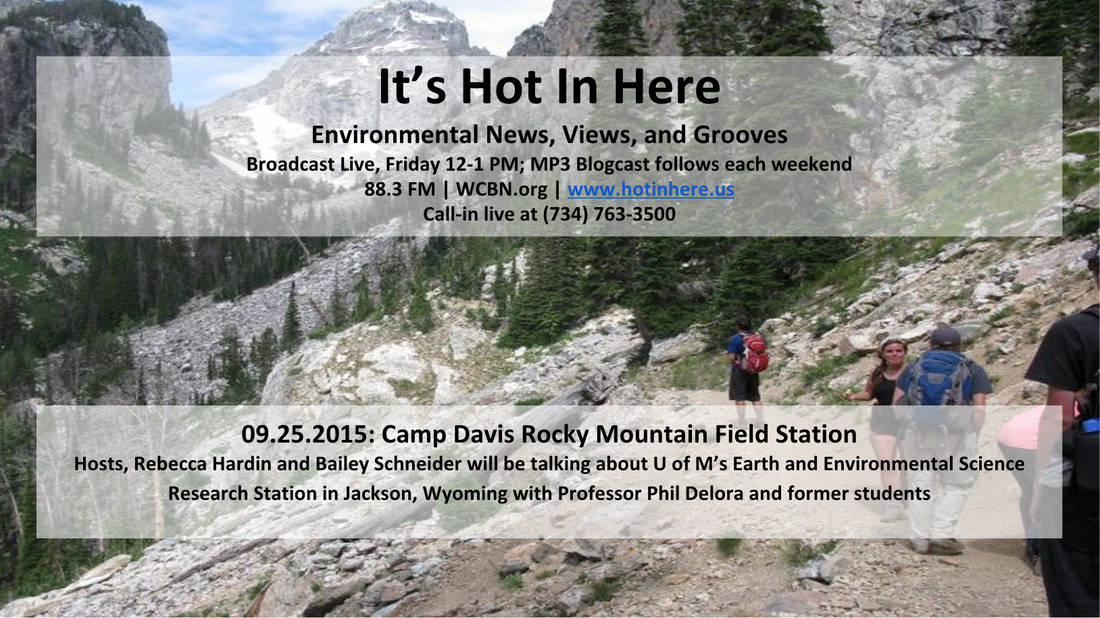 It’s Hot In Here
Environmental News, Views, and Grooves
Broadcast Live, Friday 12-1 PM; MP3 Blogcast follows each weekend
88.3 FM | WCBN.org | www.hotinhere.us
Call-in live at (734) 763-3500
09.25.2015: Camp Davis Rocky Mountain Field Station
Hosts, Rebecca Hardin and Bailey Schneider will be talking about U of M’s Earth and Environmental Science
Research Station in Jackson, Wyoming with Professor Phil Delora and former students